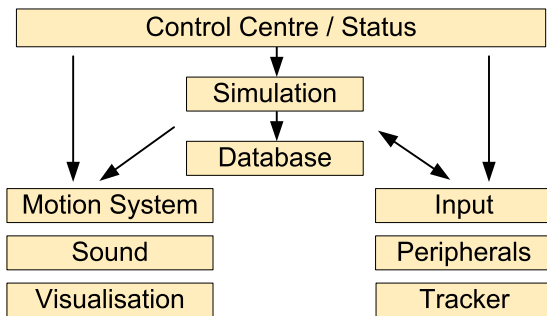 Control Centre / Status
Simulation
Database
Motion System
Input
Sound
Peripherals
Visualisation
Tracker